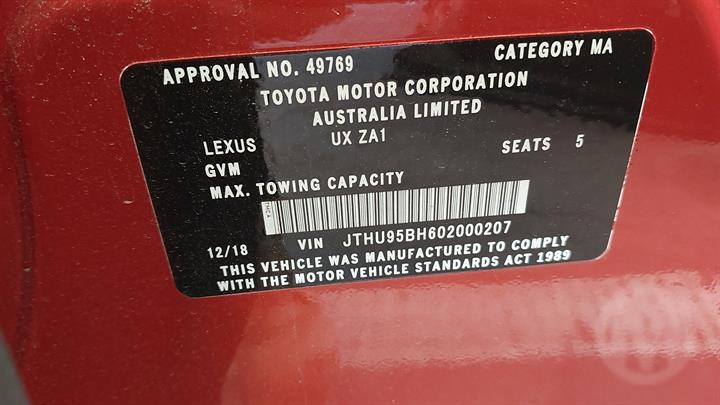 APPROVAL NO. 49769 CATEGORY MA
TOYOTA MOTOR CORPORATION
AUSTRALIA LIMITED
LEXUS UX ZA1 SEATS 5
GVM
MAX. TOWING CAPACITY
12/18 VIN JTHU95BH602000207
THIS VEHICLE WAS MANUFACTURED TO COMPLY
WITH THE MOTOR VEHICLE STANDARDS ACT 1989